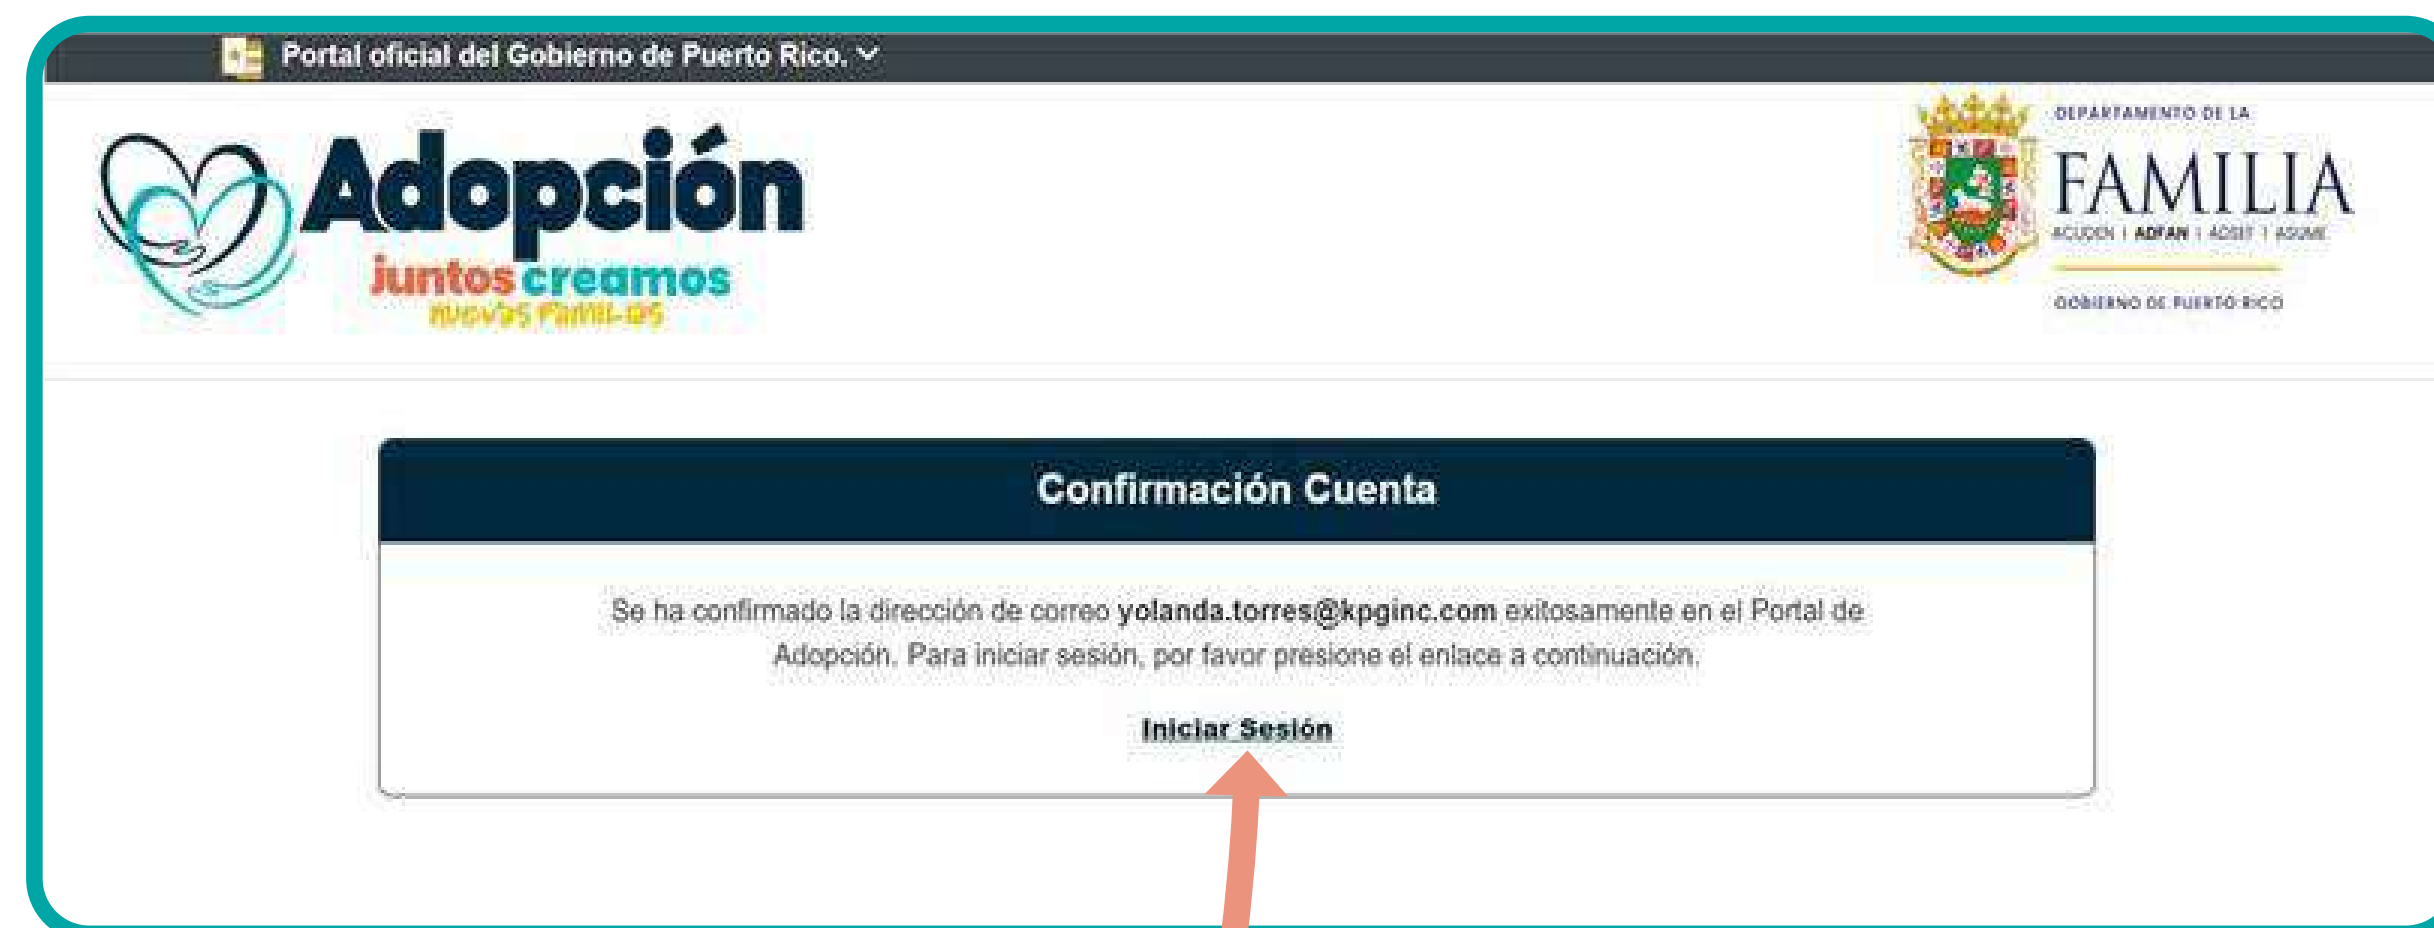 Portal oficial del Gobierno de Puerto Rico.
Adopción
juntos creamos
nuevas familias
DEPARTAMENTO DE LA
FAMILIA
ACUDEN | ADFAN | ADSEF | ASUME
GOBIERNO DE PUERTO RICO
Confirmación Cuenta
Se ha confirmado la dirección de correo yolanda.torres@kpginc.com exitosamente en el Portal de
Adopción. Para iniciar sesión, por favor presione el enlace a continuación.
Iniciar Sesión